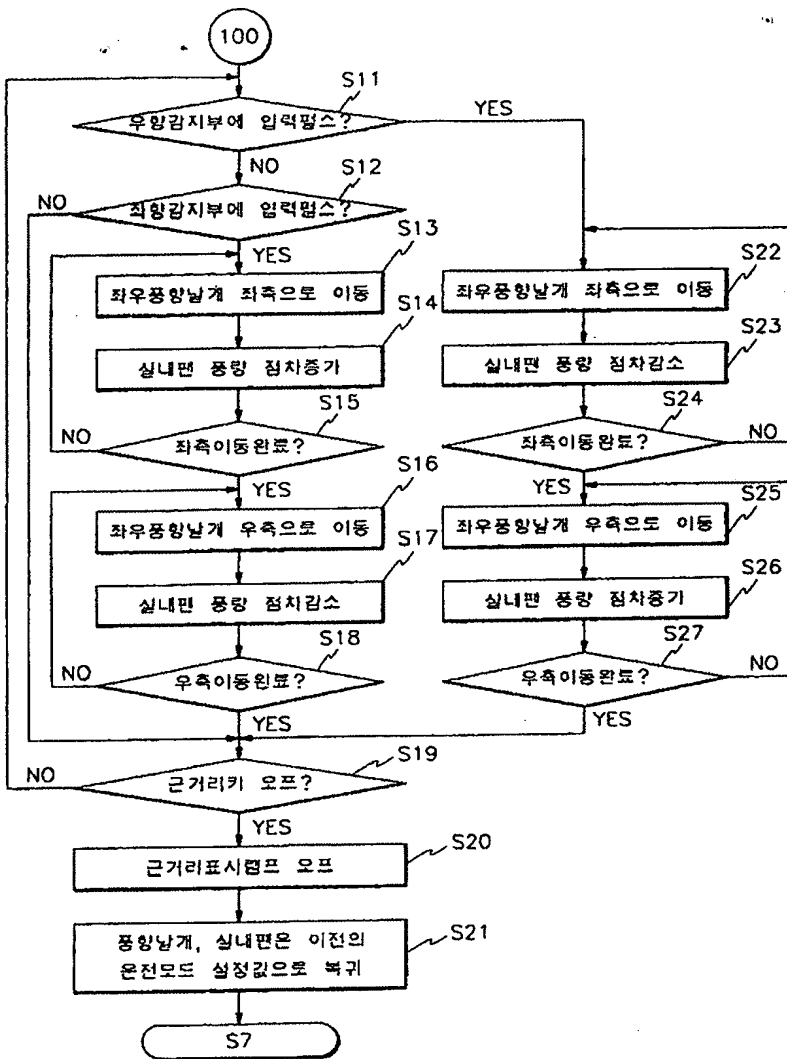 100
S11
우향감지부에 입력펄스?
YES
NO
S12
NO
좌향감지부에 입력펄스?
YES
S13
좌우풍향날개 좌측으로 이동
S14
실내팬 풍량 점차증가
S15
NO
좌측이동완료?
YES
S16
좌우풍향날개 우측으로 이동
S17
실내팬 풍량 점차감소
S18
NO
우측이동완료?
YES
S22
좌우풍향날개 좌측으로 이동
S23
실내팬 풍량 점차감소
S24
좌측이동완료?
NO
YES
S25
좌우풍향날개 우측으로 이동
S26
실내팬 풍량 점차증가
S27
우측이동완료?
NO
YES
S19
NO
근거리키 오프?
YES
S20
근거리표시램프 오프
S21
풍향날개, 실내팬은 이전의
운전모드 설정값으로 복귀
S7